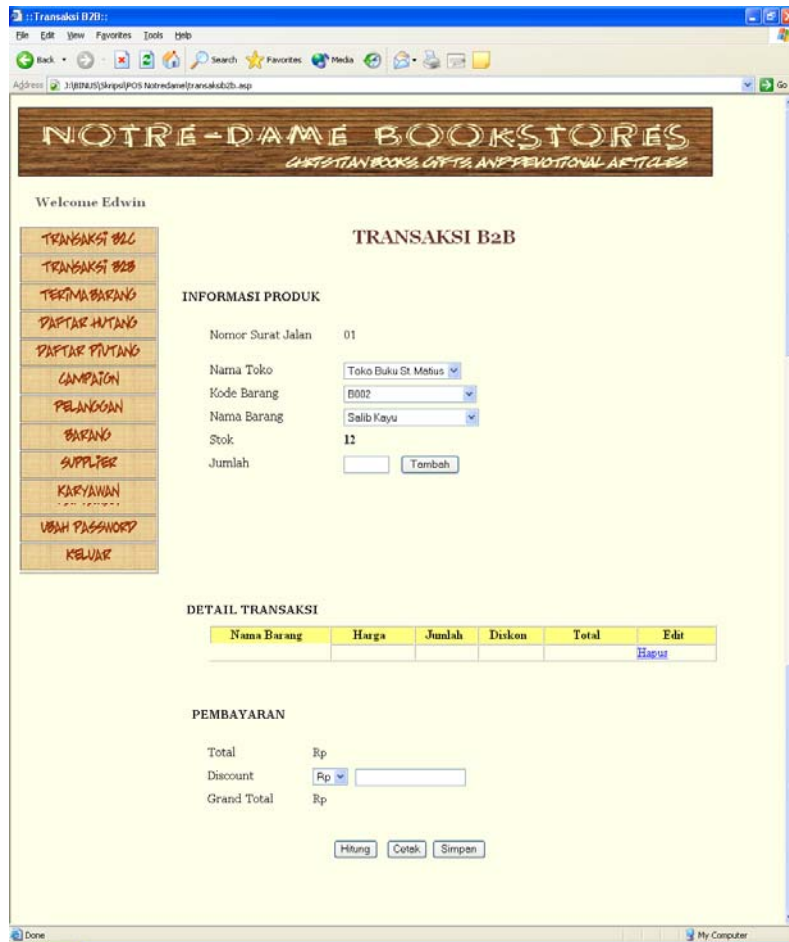 ::Transaksi B2B::
File Edit View Favorites Tools Help
Back Search Favorites Media
Address J:\BINUS\Skripsi\POS Notredame\transaksib2b.asp Go
NOTRE-DAME BOOKSTORES
CHRISTIAN BOOKS, GIFTS, AND DEVOTIONAL ARTICLES
Welcome Edwin
TRANSAKSI B2C
TRANSAKSI B2B
TERIMA BARANG
DAFTAR HUTANG
DAFTAR PIUTANG
CAMPAIGN
PELANGGAN
BARANG
SUPPLIER
KARYAWAN
UBAH PASSWORD
KELUAR
TRANSAKSI B2B
INFORMASI PRODUK
Nomor Surat Jalan 01
Nama Toko Toko Buku St. Matius
Kode Barang B002
Nama Barang Salib Kayu
Stok 12
Jumlah Tambah
DETAIL TRANSAKSI
Nama Barang Harga Jumlah Diskon Total Edit
Hapus
PEMBAYARAN
Total Rp
Discount Rp
Grand Total Rp
Hitung Cetak Simpan
Done My Computer